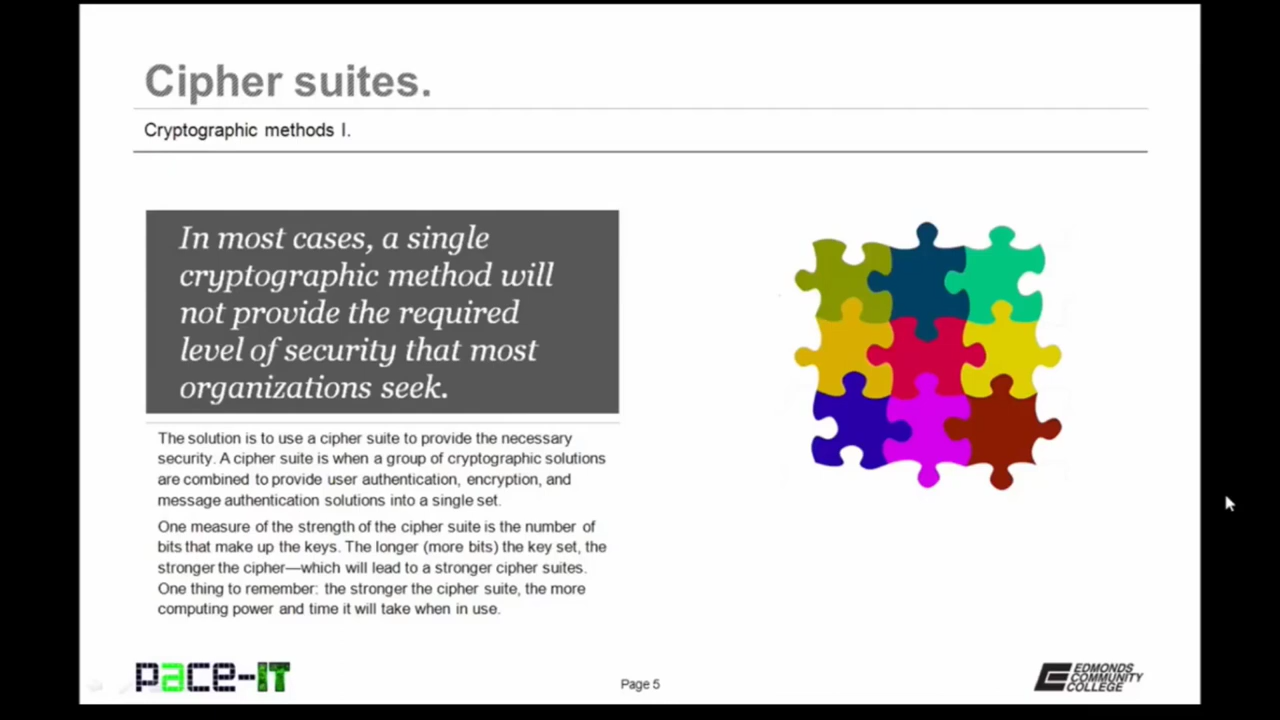 Cipher suites.
Cryptographic methods I.
In most cases, a single
cryptographic method will
not provide the required
level of security that most
organizations seek.
The solution is to use a cipher suite to provide the necessary
security. A cipher suite is when a group of cryptographic solutions
are combined to provide user authentication, encryption, and
message authentication solutions into a single set.
One measure of the strength of the cipher suite is the number of
bits that make up the keys. The longer (more bits) the key set, the
stronger the cipher—which will lead to a stronger cipher suites.
One thing to remember: the stronger the cipher suite, the more
computing power and time it will take when in use.
pace-IT
Page 5
EDMONDS
COMMUNITY
COLLEGE